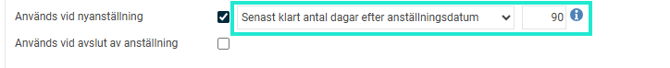 Används vid nyanställning Senast klart antal dagar efter anställningsdatum 90
Används vid avslut av anställning